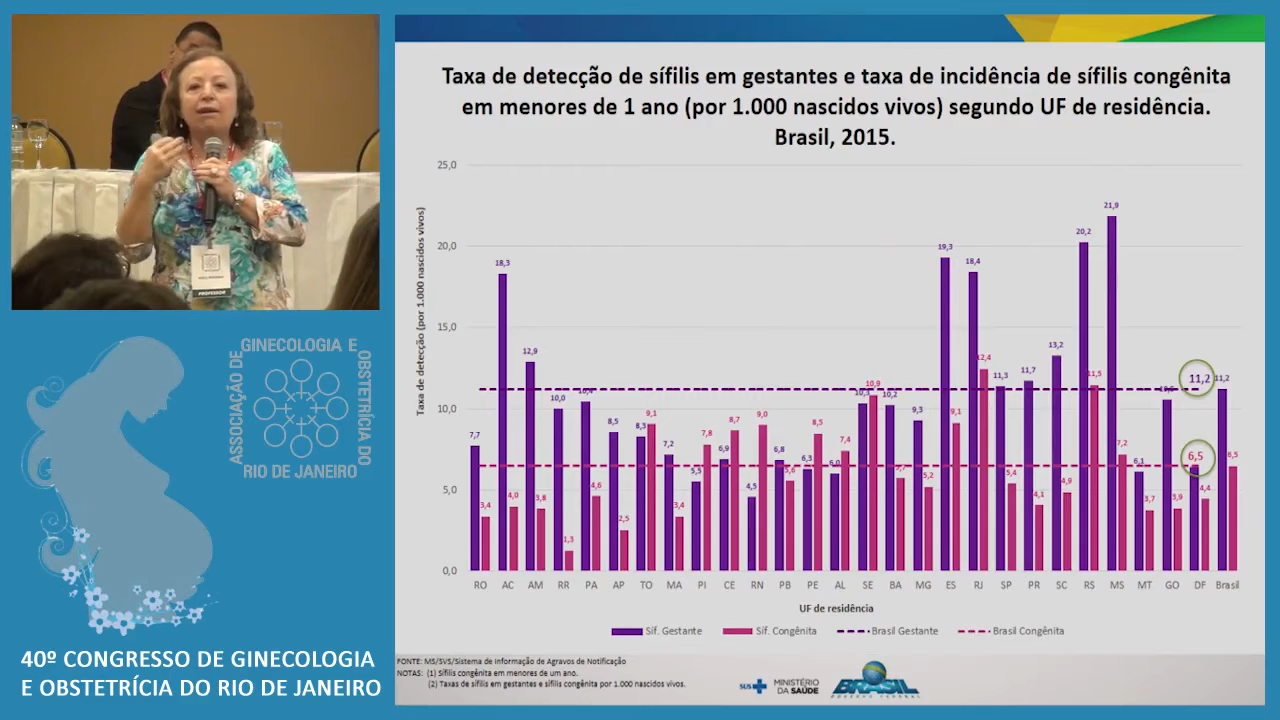 Taxa de detecção de sífilis em gestantes e taxa de incidência de sífilis congênita
em menores de 1 ano (por 1.000 nascidos vivos) segundo UF de residência.
Brasil, 2015.
Taxa de detecção (por 1.000 nascidos vivos)
25,0
20,0
15,0
10,0
5,0
0,0
7,7
3,4
18,3
4,0
12,9
3,8
10,0
1,3
10,4
4,6
8,5
2,5
8,3
9,1
7,2
3,4
5,5
7,8
6,9
8,7
4,5
9,0
6,8
5,6
6,3
8,5
6,0
7,4
10,3
10,9
10,2
5,7
9,3
5,2
19,3
9,1
18,4
12,4
11,3
5,4
11,7
4,1
13,2
4,9
20,2
11,5
21,9
7,2
6,1
3,7
3,9
4,4
11,2
6,5
11,2
6,5
RO AC AM RR PA AP TO MA PI CE RN PB PE AL SE BA MG ES RJ SP PR SC RS MS MT GO DF Brasil
UF de residência
Síf. Gestante Síf. Congênita Brasil Gestante Brasil Congênita
FONTE: MS/SVS/Sistema de Informação de Agravos de Notificação
NOTAS: (1) Sífilis congênita em menores de um ano.
(2) Taxas de sífilis em gestantes e sífilis congênita por 1.000 nascidos vivos.
SUS
MINISTÉRIO
DA SAÚDE
BRASIL
GOVERNO FEDERAL
PROFESSOR
ASSOCIAÇÃO DE
GINECOLOGIA E
OBSTETRÍCIA DO
RIO DE JANEIRO
40º CONGRESSO DE GINECOLOGIA
E OBSTETRÍCIA DO RIO DE JANEIRO